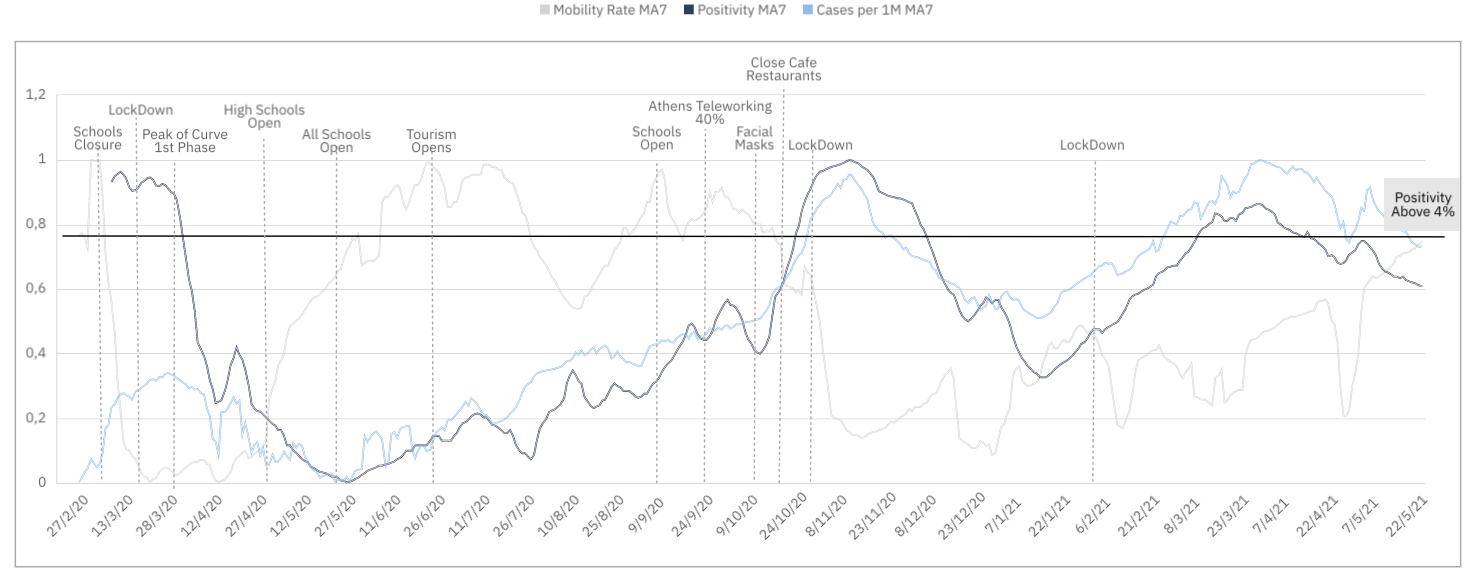 Mobility Rate MA7 Positivity MA7 Cases per 1M MA7
Close Cafe
Restaurants
1,2
LockDown
High Schools
Open
Athens Teleworking
40%
Schools
Closure
Peak of Curve
1st Phase
All Schools
Open
Tourism
Opens
Schools
Open
Facial
Masks
LockDown
LockDown
1
Positivity
Above 4%
0,8
0,6
0,4
0,2
0
27/2/20
13/3/20
28/3/20
12/4/20
27/4/20
12/5/20
27/5/20
11/6/20
26/6/20
11/7/20
26/7/20
10/8/20
25/8/20
9/9/20
24/9/20
9/10/20
24/10/20
8/11/20
23/11/20
8/12/20
23/12/20
7/1/21
22/1/21
6/2/21
21/2/21
8/3/21
23/3/21
7/4/21
22/4/21
7/5/21
22/5/21